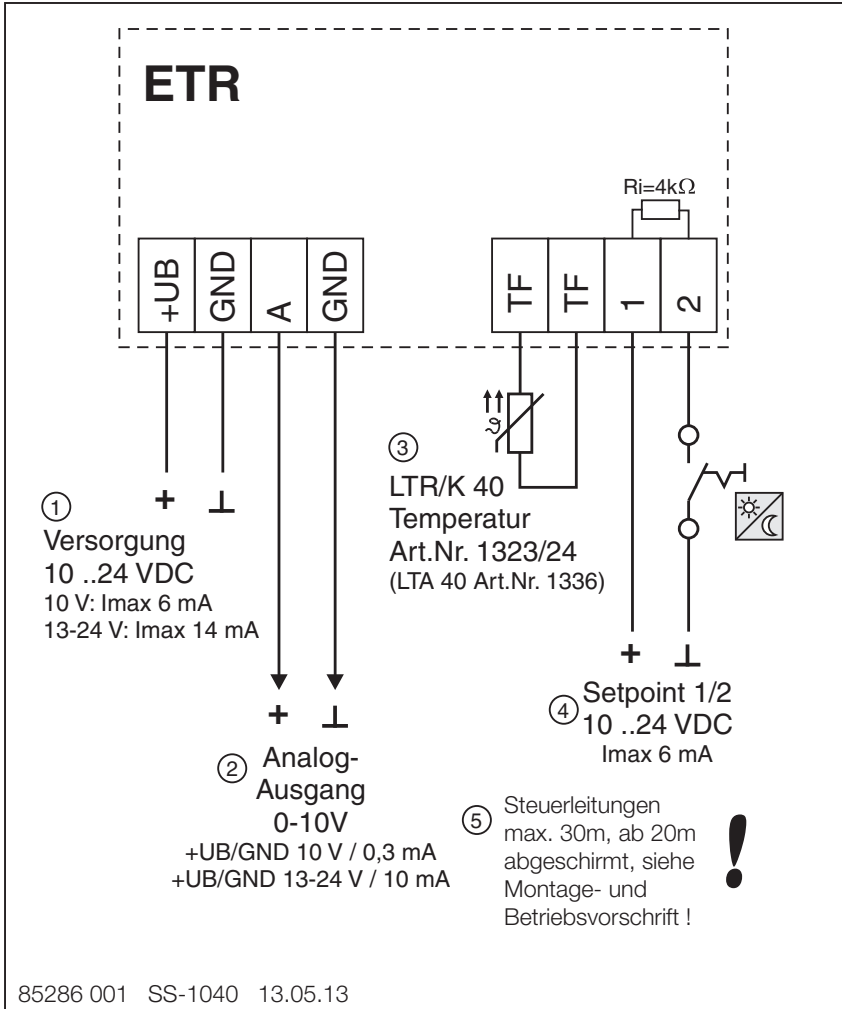 ETR
Ri=4kΩ
+UB
GND
A
GND
TF
TF
1
2
ϑ
1
+ ⊥
Versorgung
10 ..24 VDC
10 V: Imax 6 mA
13-24 V: Imax 14 mA
+ ⊥
2
Analog-
Ausgang
0-10V
+UB/GND 10 V / 0,3 mA
+UB/GND 13-24 V / 10 mA
3
LTR/K 40
Temperatur
Art.Nr. 1323/24
(LTA 40 Art.Nr. 1336)
+ ⊥
4
Setpoint 1/2
10 ..24 VDC
Imax 6 mA
5
Steuerleitungen
max. 30m, ab 20m
abgeschirmt, siehe
Montage- und
Betriebsvorschrift !
!
85286 001 SS-1040 13.05.13